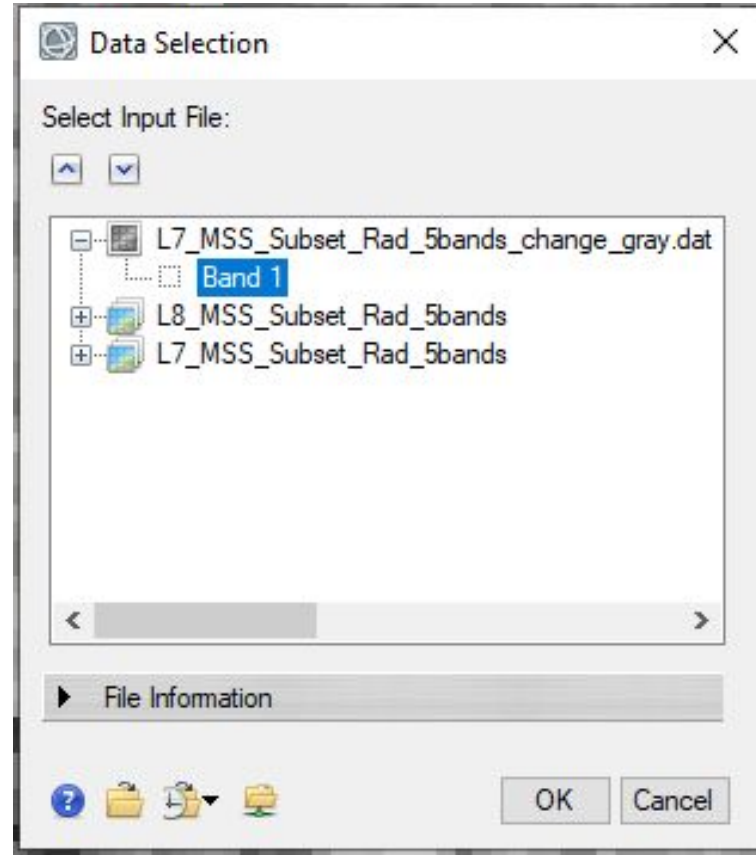 Data Selection
Select Input File:
L7_MSS_Subset_Rad_5bands_change_gray.dat
Band 1
L8_MSS_Subset_Rad_5bands
L7_MSS_Subset_Rad_5bands
File Information
OK Cancel